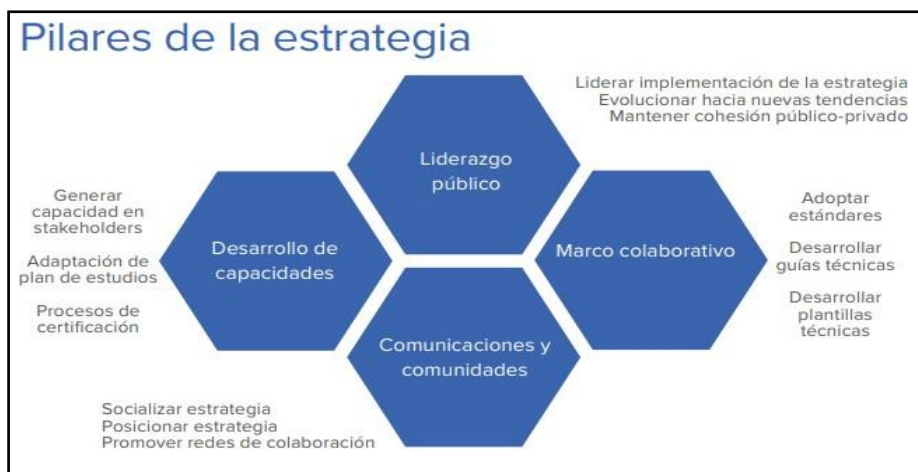 Pilares de la estrategia
Liderar implementación de la estrategia
Evolucionar hacia nuevas tendencias
Mantener cohesión público-privado
Liderazgo
público
Generar
capacidad en
stakeholders
Adaptación de
plan de estudios
Procesos de
certificación
Desarrollo de
capacidades
Marco colaborativo
Adoptar
estándares
Desarrollar
guías técnicas
Desarrollar
plantillas
técnicas
Comunicaciones y
comunidades
Socializar estrategia
Posicionar estrategia
Promover redes de colaboración